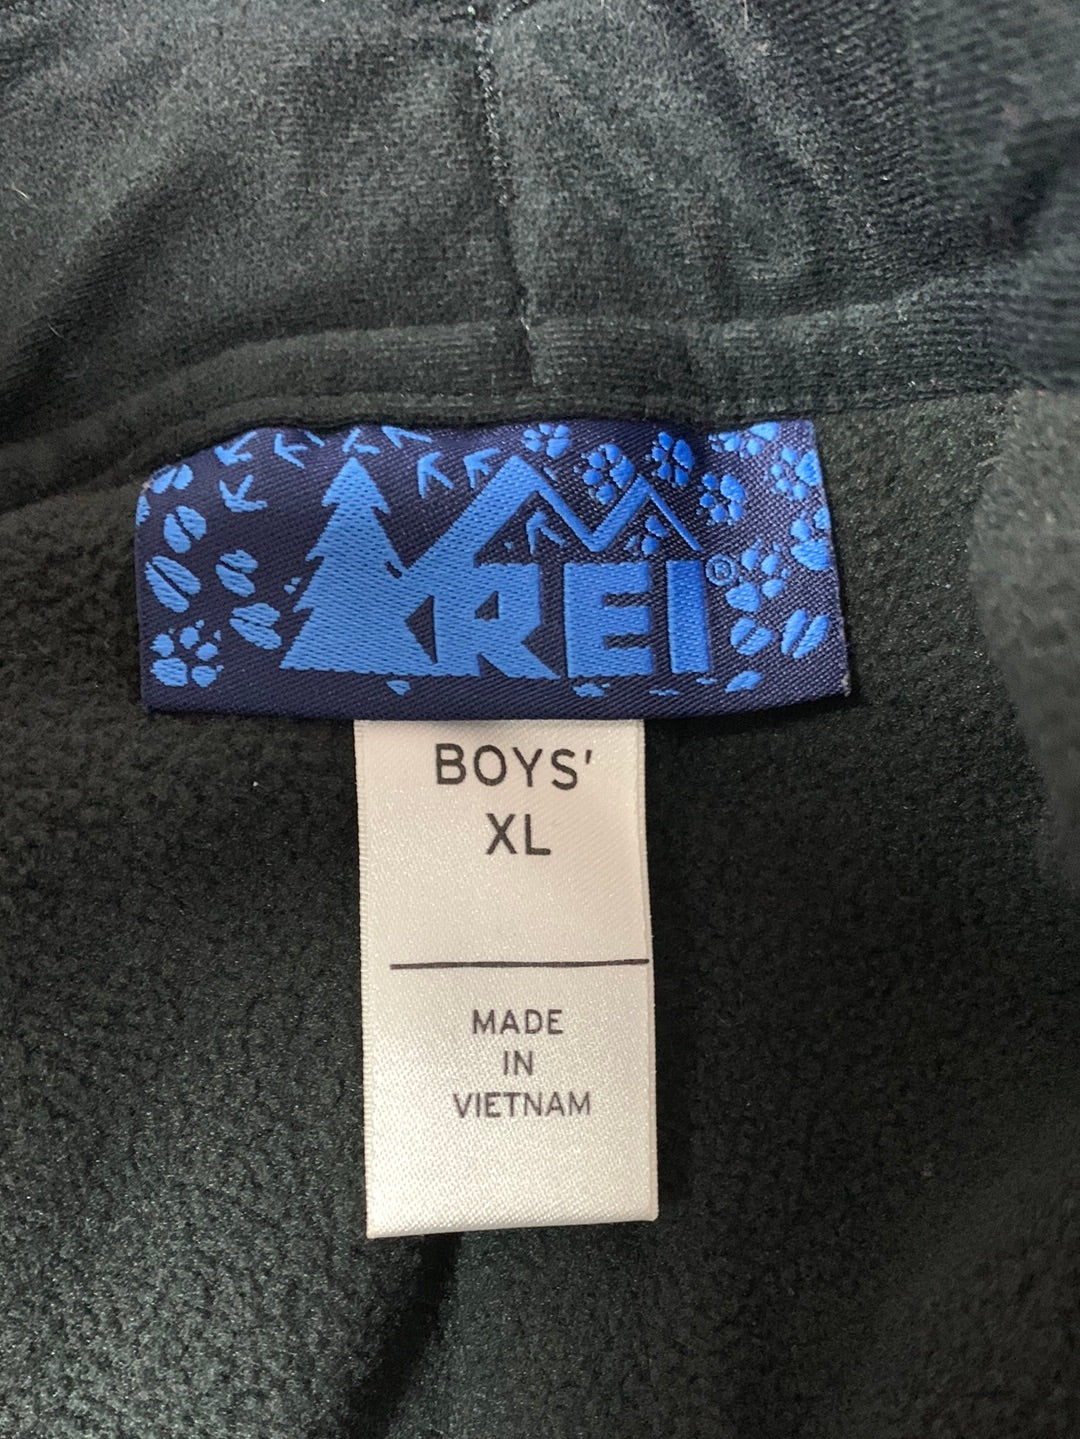 REI®
BOYS'
XL
MADE
IN
VIETNAM